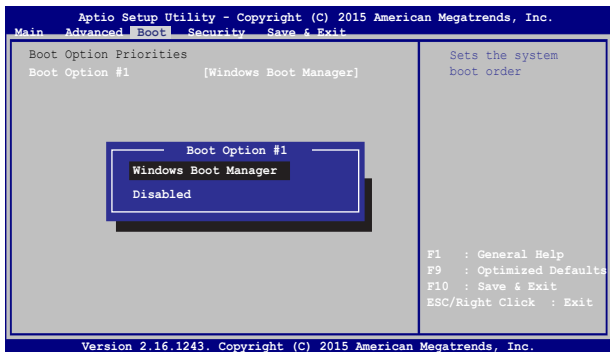 Aptio Setup Utility - Copyright (C) 2015 American Megatrends, Inc.
Main Advanced Boot Security Save & Exit
Boot Option Priorities
Boot Option #1 [Windows Boot Manager]
Sets the system
boot order
Boot Option #1
Windows Boot Manager
Disabled
F1 : General Help
F9 : Optimized Defaults
F10 : Save & Exit
ESC/Right Click : Exit
Version 2.16.1243. Copyright (C) 2015 American Megatrends, Inc.